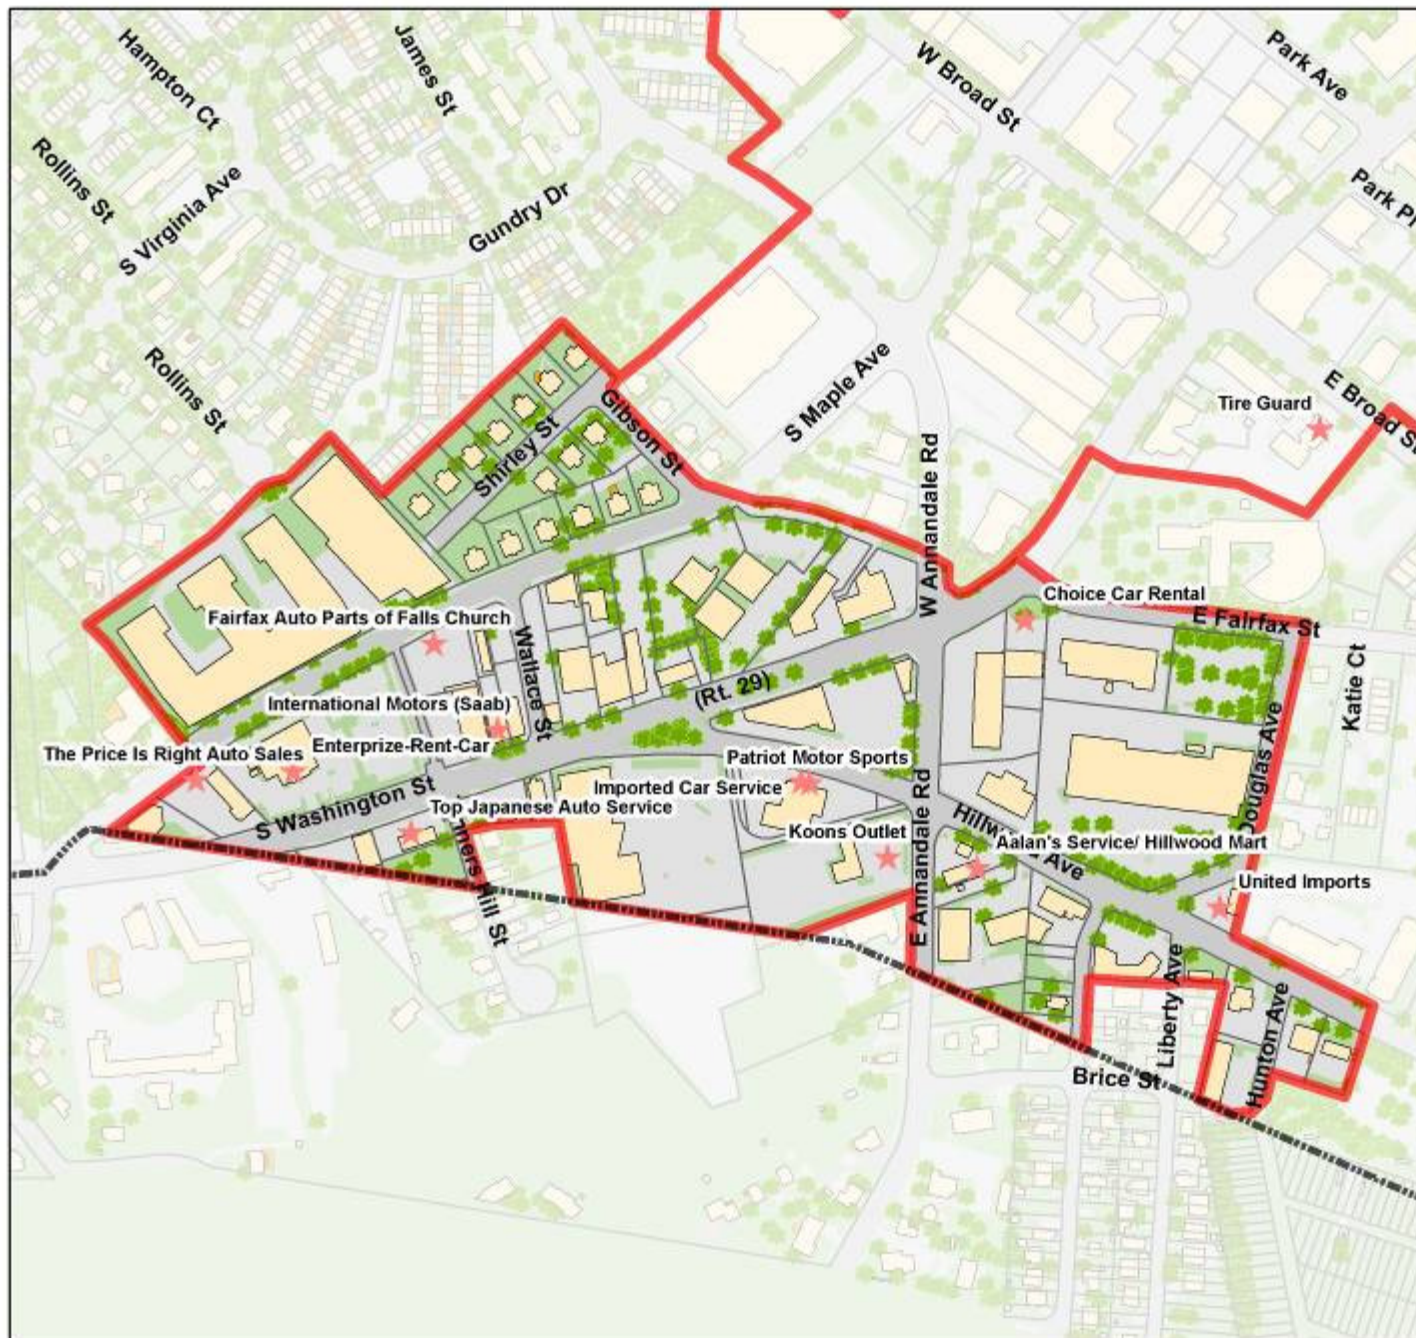 Hampton Ct
James St
W Broad St
Park Ave
Rollins St
S Virginia Ave
Gundry Dr
Park Pl
Rollins St
S Maple Ave
E Broad St
Tire Guard
Shirley St
Gibson St
W Annandale Rd
Choice Car Rental
E Fairfax St
Fairfax Auto Parts of Falls Church
Wallace St
Katie Ct
(Rt. 29)
International Motors (Saab)
Enterprize-Rent-Car
The Price Is Right Auto Sales
Patriot Motor Sports
Imported Car Service
Douglas Ave
S Washington St
Top Japanese Auto Service
Koons Outlet
E Annandale Rd
Hillwood Ave
Aalan's Service/ Hillwood Mart
United Imports
Hill St
Liberty Ave
Hunton Ave
Brice St